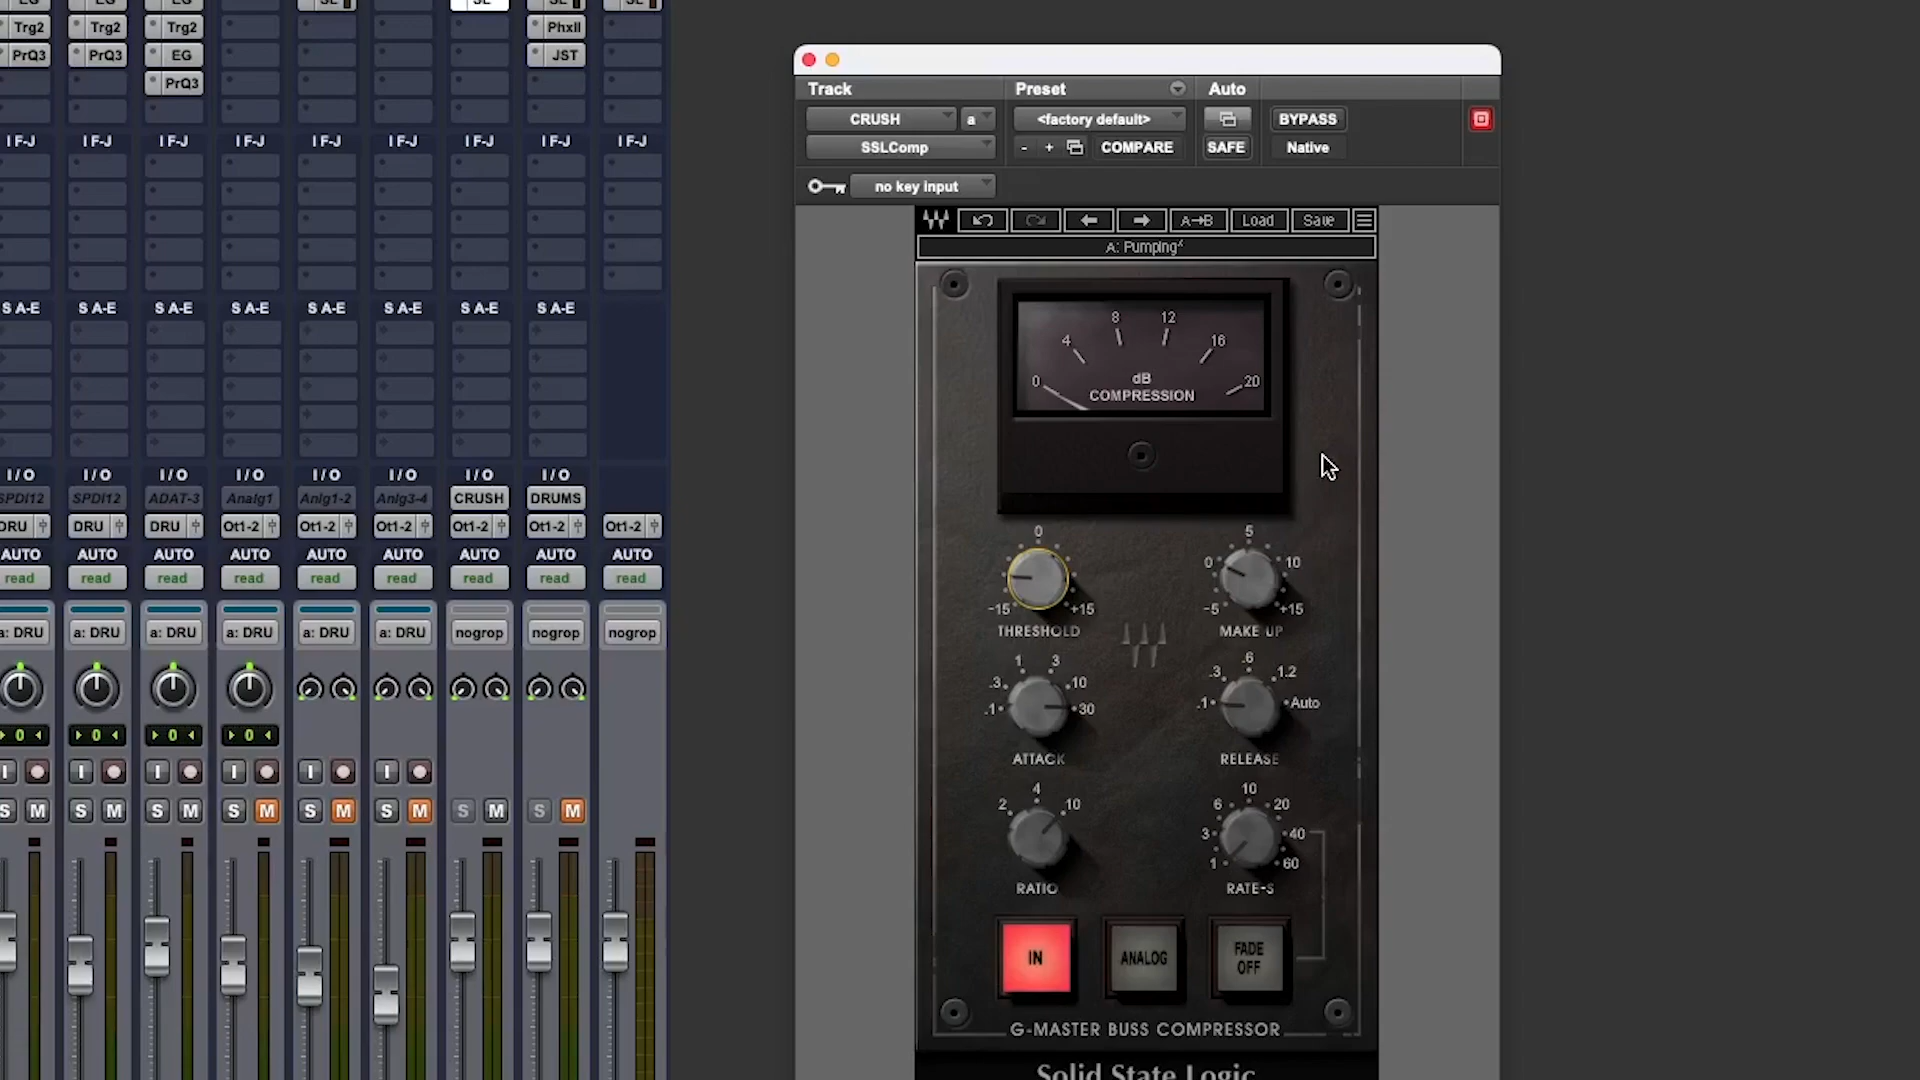 Trg2 Trg2 Trg2 PhxII
PrQ3 PrQ3 EG JST
PrQ3
I F-J I F-J I F-J I F-J I F-J I F-J I F-J I F-J I F-J
S A-E S A-E S A-E S A-E S A-E S A-E S A-E S A-E
I/O I/O I/O I/O I/O I/O I/O I/O
SPDI12 SPDI12 ADAT-3 Analg1 Anlg1-2 Anlg3-4 CRUSH DRUMS
DRU DRU DRU Ot1-2 Ot1-2 Ot1-2 Ot1-2 Ot1-2 Ot1-2
AUTO AUTO AUTO AUTO AUTO AUTO AUTO AUTO AUTO
read read read read read read read read read
a: DRU a: DRU a: DRU a: DRU a: DRU a: DRU nogrop nogrop nogrop
0 0 0 0
I I I I I I
S M S M S M S M S M S M S M S M
Track Preset Auto
CRUSH a <factory default> BYPASS
SSLComp - + COMPARE SAFE Native
no key input
A→B Load Save
A: Pumping*
0 4 8 12 16 20
dB
COMPRESSION
-15 0 +15
THRESHOLD
-5 0 5 10 +15
MAKE UP
.1 .3 1 3 10 30
ATTACK
.1 .3 .6 1.2 Auto
RELEASE
2 4 10
RATIO
1 3 6 10 20 40 60
RATE-S
IN ANALOG FADE OFF
G-MASTER BUSS COMPRESSOR
Solid State Logic